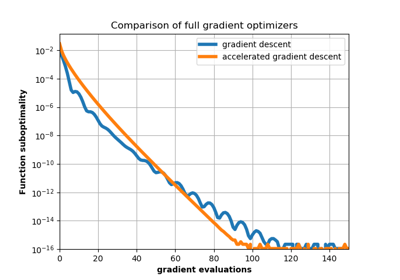 Comparison of full gradient optimizers
gradient descent
accelerated gradient descent
Function suboptimality
10⁻²
10⁻⁴
10⁻⁶
10⁻⁸
10⁻¹⁰
10⁻¹²
10⁻¹⁴
10⁻¹⁶
0 20 40 60 80 100 120 140
gradient evaluations